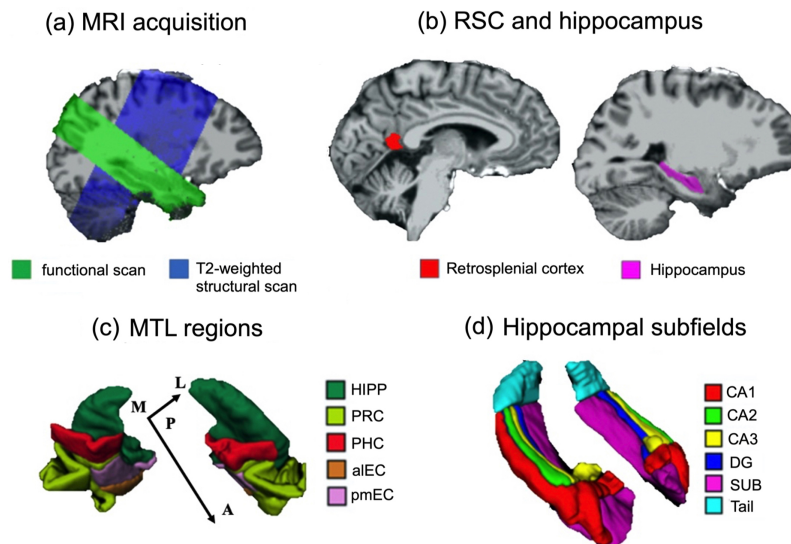 (a) MRI acquisition
(b) RSC and hippocampus
functional scan
T2-weighted
structural scan
Retrosplenial cortex
Hippocampus
(c) MTL regions
L
M
P
A
HIPP
PRC
PHC
alEC
pmEC
(d) Hippocampal subfields
CA1
CA2
CA3
DG
SUB
Tail